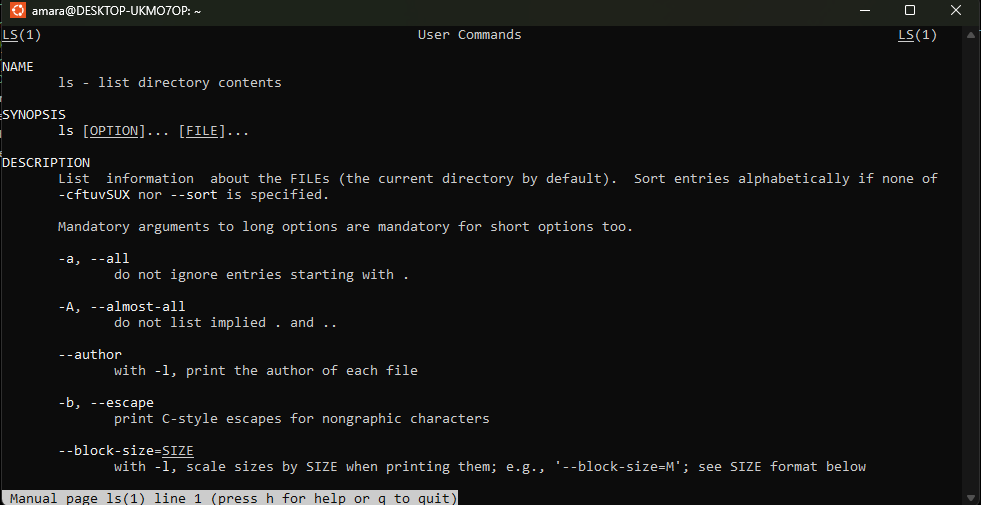 amara@DESKTOP-UKMO7OP: ~
LS(1) User Commands LS(1)
NAME
ls - list directory contents
SYNOPSIS
ls [OPTION]... [FILE]...
DESCRIPTION
List information about the FILEs (the current directory by default). Sort entries alphabetically if none of
-cftuvSUX nor --sort is specified.
Mandatory arguments to long options are mandatory for short options too.
-a, --all
do not ignore entries starting with .
-A, --almost-all
do not list implied . and ..
--author
with -l, print the author of each file
-b, --escape
print C-style escapes for nongraphic characters
--block-size=SIZE
with -l, scale sizes by SIZE when printing them; e.g., '--block-size=M'; see SIZE format below
Manual page ls(1) line 1 (press h for help or q to quit)